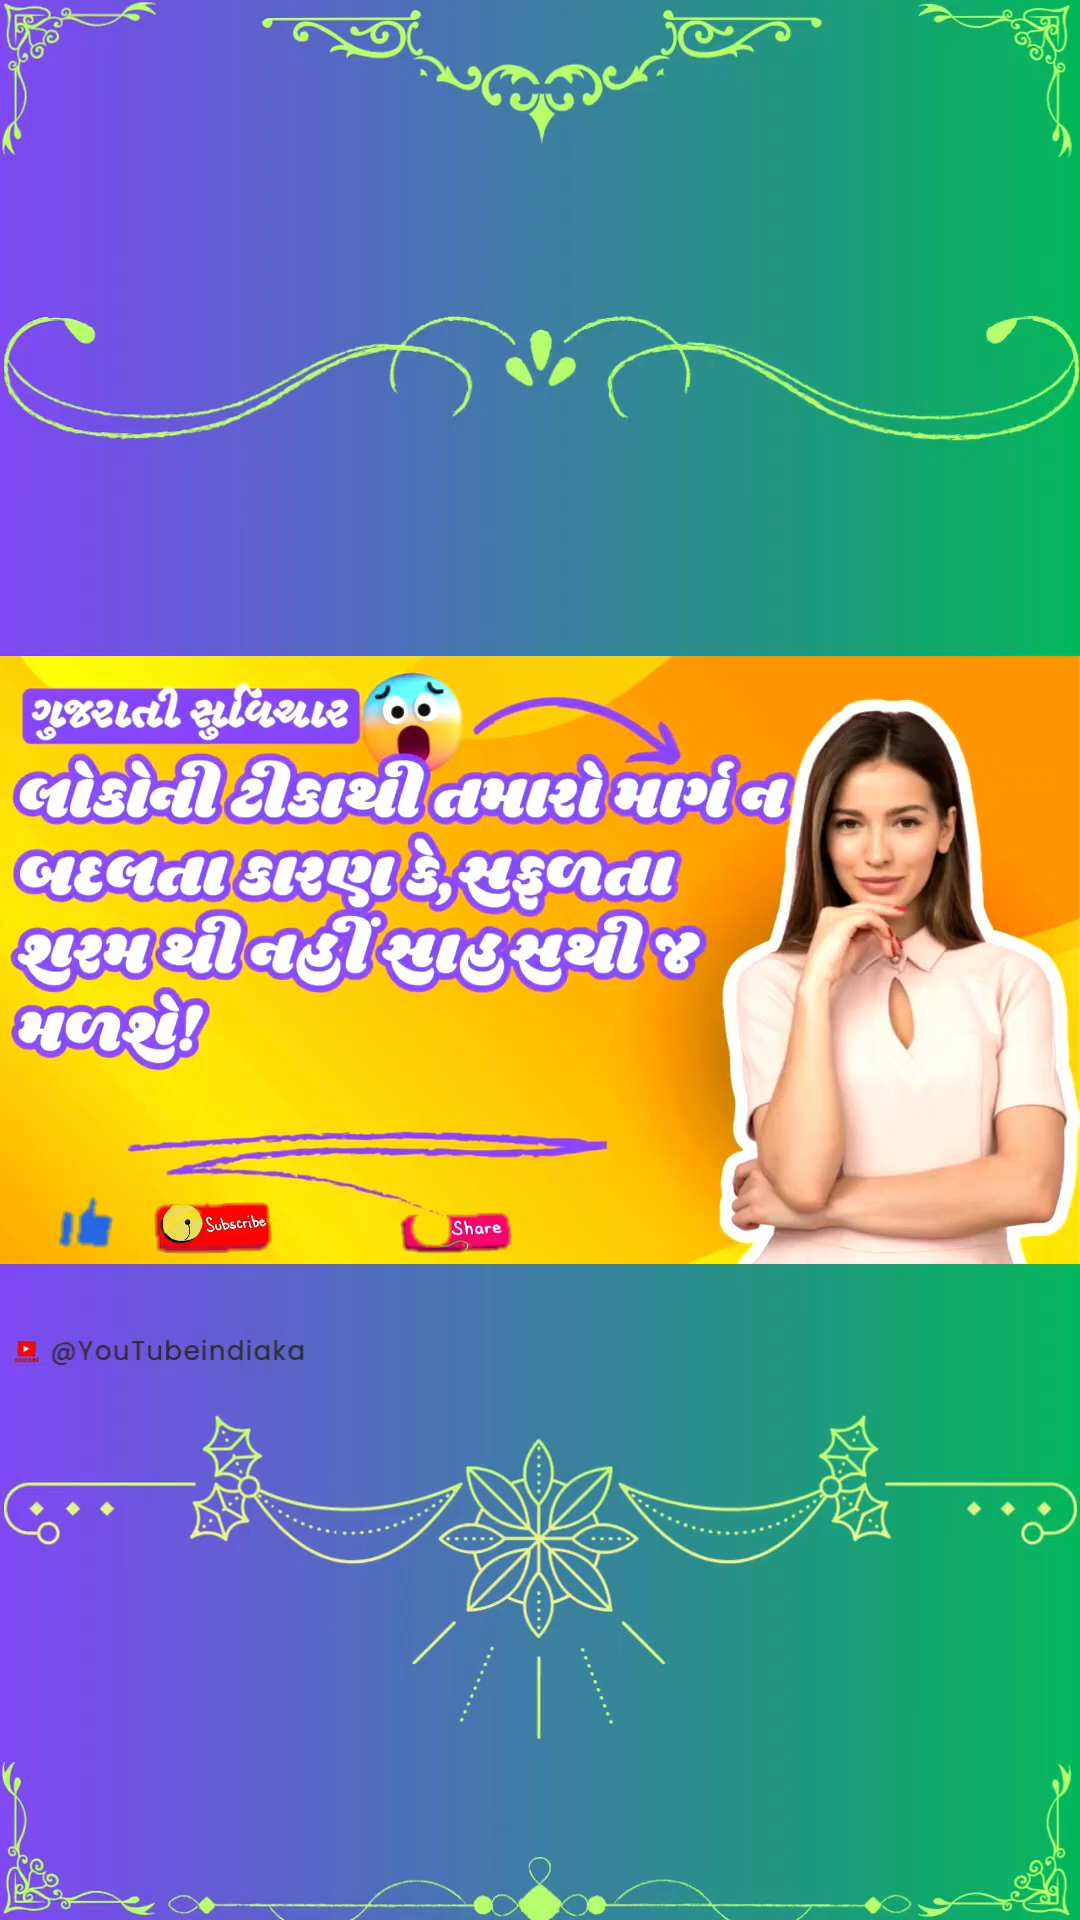 ગુજરાતી સુવિચાર
લોકોની ટીકાથી તમારો માર્ગ ન
બદલતા કારણ કે,સફળતા
શરમ થી નહીં સાહસથી જ
મળશે!
Subscribe
Share
@YouTubeindiaka